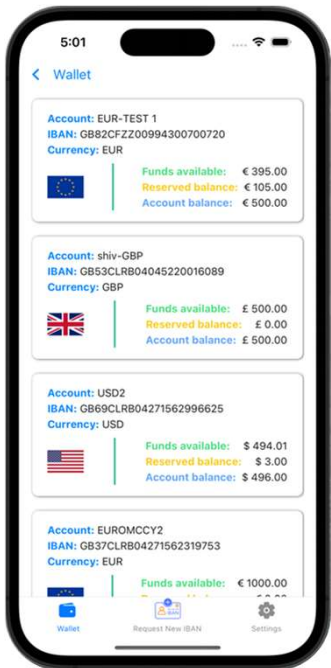 5:01
Wallet
Account: EUR-TEST 1
IBAN: GB82CFZZ00994300700720
Currency: EUR
Funds available: € 395.00
Reserved balance: € 105.00
Account balance: € 500.00
Account: shiv-GBP
IBAN: GB53CLRB04045220016089
Currency: GBP
Funds available: £ 500.00
Reserved balance: £ 0.00
Account balance: £ 500.00
Account: USD2
IBAN: GB69CLRB04271562996625
Currency: USD
Funds available: $ 494.01
Reserved balance: $ 3.00
Account balance: $ 496.00
Account: EUROMCCY2
IBAN: GB37CLRB04271562319753
Currency: EUR
Funds available: € 1000.00
Wallet
Request New IBAN
Settings